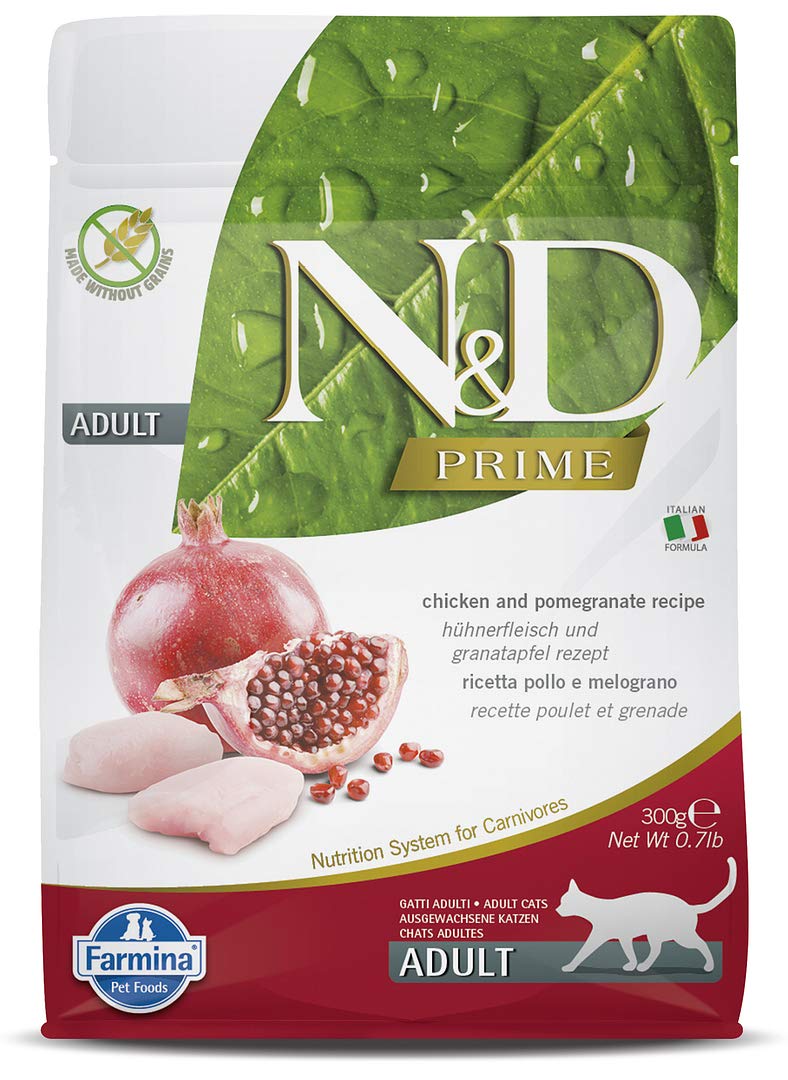 MADE WITHOUT GRAINS
N&D
ADULT
PRIME
ITALIAN
FORMULA
chicken and pomegranate recipe
hühnerfleisch und
granatapfel rezept
ricetta pollo e melograno
recette poulet et grenade
Nutrition System for Carnivores
300g ℮
Net Wt 0.7lb
GATTI ADULTI • ADULT CATS
AUSGEWACHSENE KATZEN
CHATS ADULTES
ADULT
Farmina®
Pet Foods